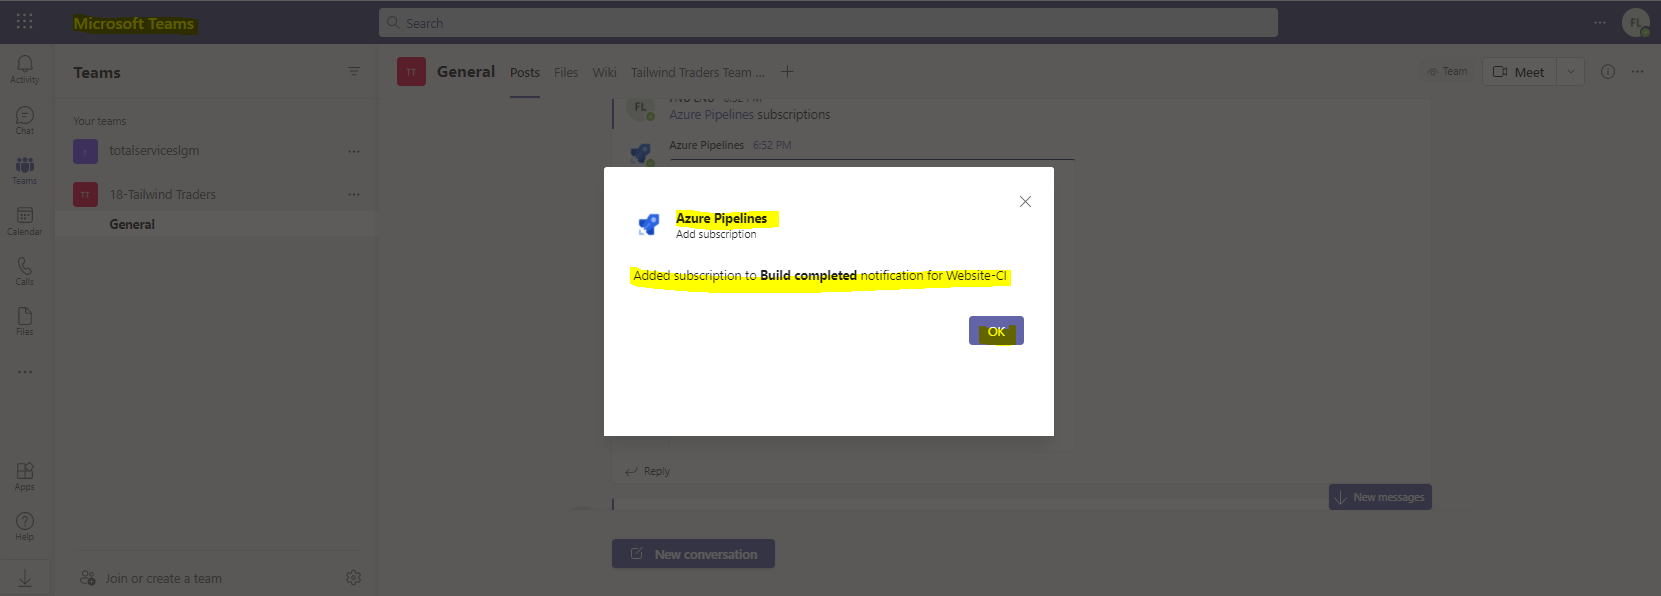 Microsoft Teams
Search
FL
Activity
Chat
Teams
Calendar
Calls
Files
Apps
Help
Teams
Your teams
totalserviceslgm
TT
18-Tailwind Traders
General
Join or create a team
TT
General
Posts
Files
Wiki
Tailwind Traders Team ...
Team
Meet
FL
6:52 PM
Azure Pipelines subscriptions
Azure Pipelines 6:52 PM
Azure Pipelines
Add subscription
Added subscription to Build completed notification for Website-CI
OK
Reply
New messages
New conversation